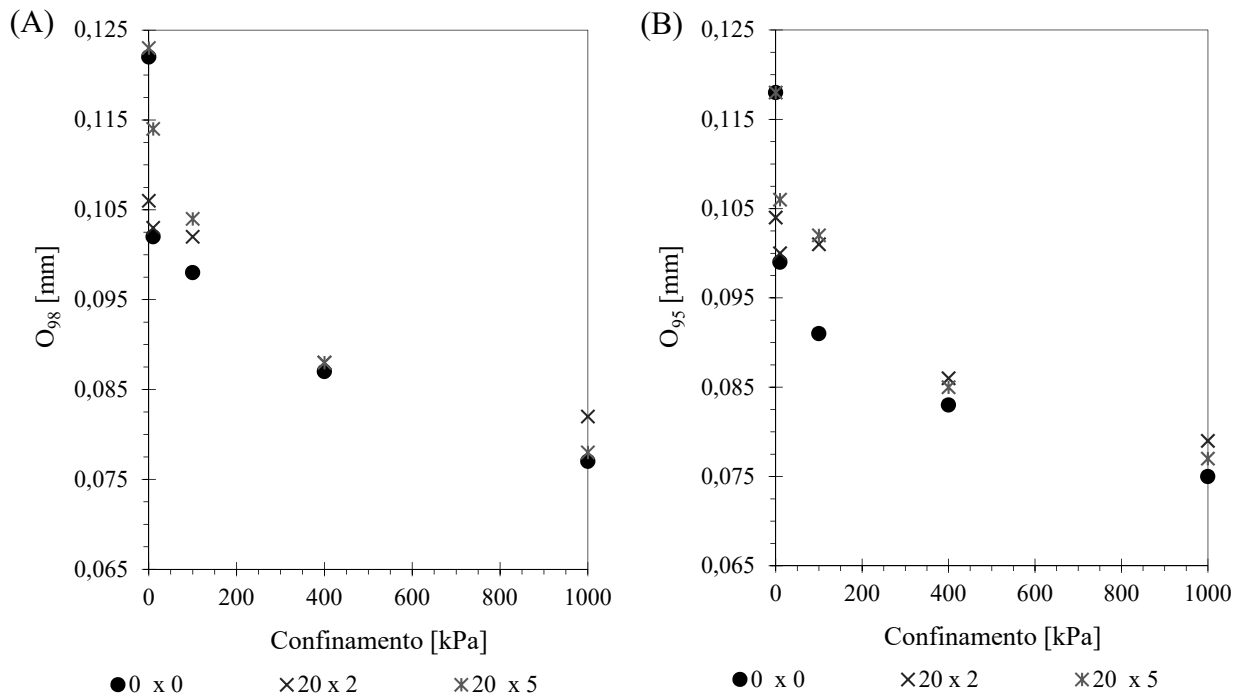 (A)
0,125
0,115
0,105
0,095
0,085
0,075
0,065
O98 [mm]
0 200 400 600 800 1000
Confinamento [kPa]
0 x 0 20 x 2 20 x 5
(B)
0,125
0,115
0,105
0,095
0,085
0,075
0,065
O95 [mm]
0 200 400 600 800 1000
Confinamento [kPa]
0 x 0 20 x 2 20 x 5